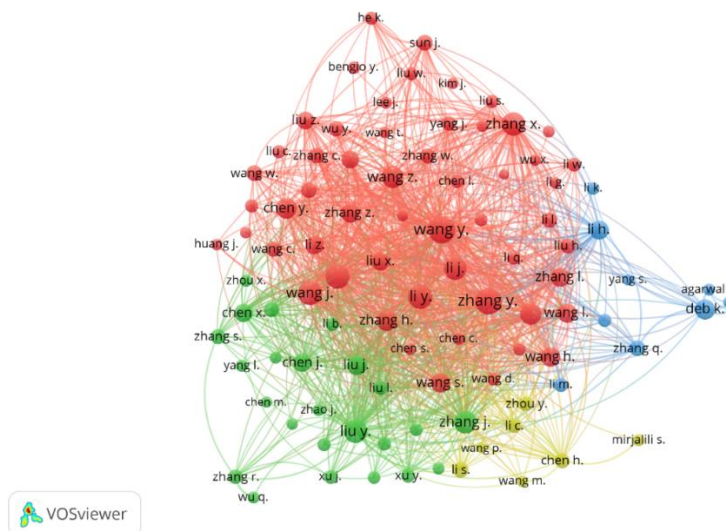 he k.
sun j.
bengio y.
liu w.
kim j.
lee j.
liu s.
liu z.
wu y.
wang t.
yang j.
zhang x.
liu c.
zhang c.
zhang w.
wu x.
li w.
wang w.
wang z.
chen l.
li g.
li k.
chen y.
zhang z.
li l.
wang y.
li h.
huang j.
wang c.
li z.
liu h.
liu x.
li q.
zhou x.
li j.
zhang l.
yang s.
agarwal
wang j.
li y.
zhang y.
deb k.
chen x.
li b.
zhang h.
wang l.
zhang s.
chen s.
chen c.
zhang q.
yang l.
chen j.
liu j.
wang h.
liu l.
wang s.
wang d.
li m.
chen m.
zhao j.
zhou y.
liu y.
zhang j.
li c.
mirjalili s.
wang p.
chen h.
zhang r.
xu j.
xu y.
li s.
wang m.
wu q.
VOSviewer